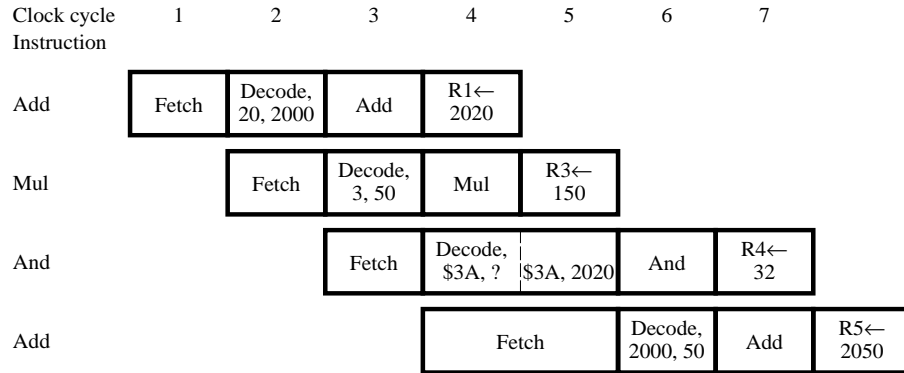 Clock cycle 1 2 3 4 5 6 7
Instruction
Add Fetch Decode, 20, 2000 Add R1← 2020
Mul Fetch Decode, 3, 50 Mul R3← 150
And Fetch Decode, $3A, ? $3A, 2020 And R4← 32
Add Fetch Decode, 2000, 50 Add R5← 2050